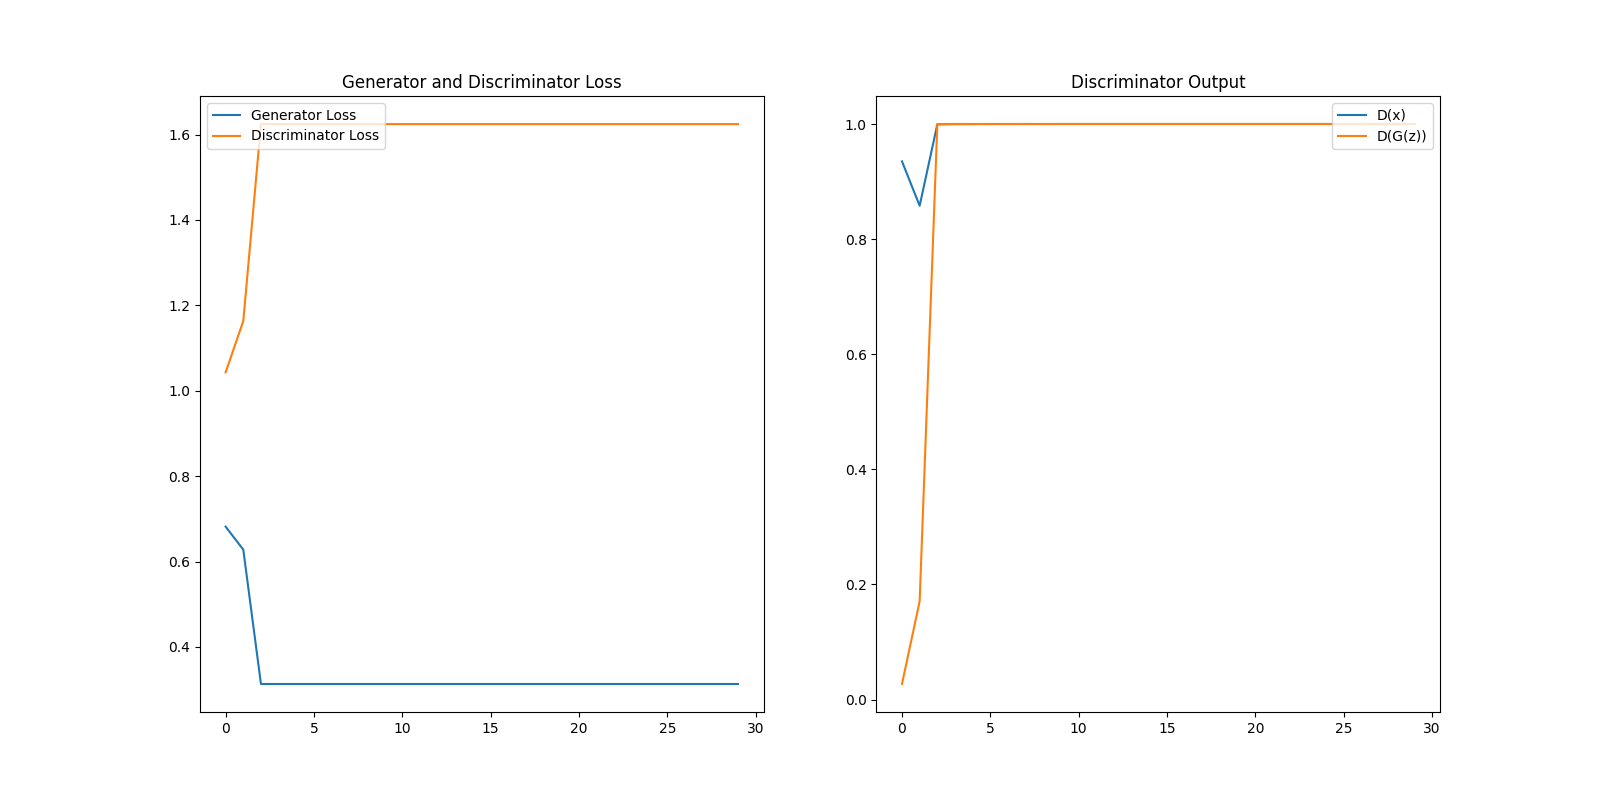 Generator and Discriminator Loss
Generator Loss
Discriminator Loss
1.6
1.4
1.2
1.0
0.8
0.6
0.4
0 5 10 15 20 25 30
Discriminator Output
D(x)
D(G(z))
1.0
0.8
0.6
0.4
0.2
0.0
0 5 10 15 20 25 30